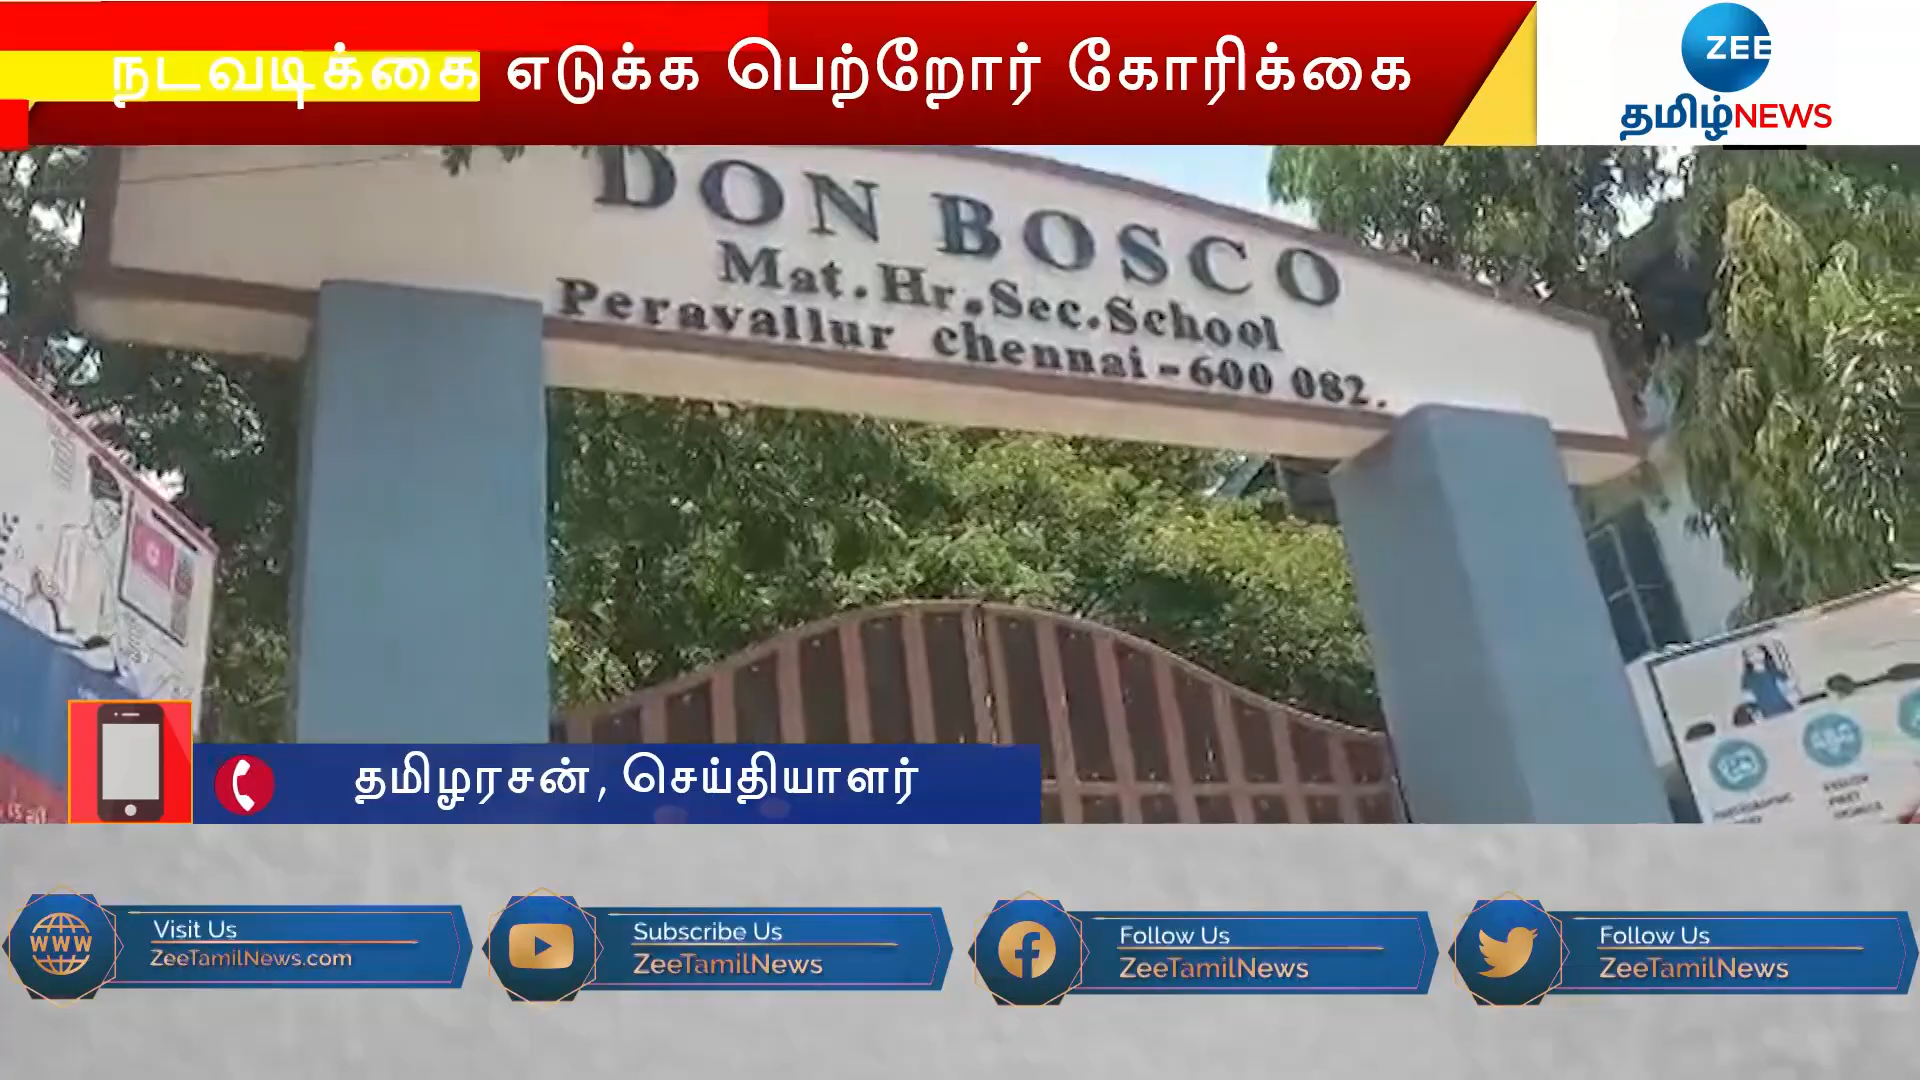 நடவடிக்கை எடுக்க பெற்றோர் கோரிக்கை
ZEE
தமிழ்NEWS
DON BOSCO
Mat.Hr.Sec.School
Peravallur chennai-600 082.
தமிழரசன், செய்தியாளர்
www
Visit Us
ZeeTamilNews.com
Subscribe Us
ZeeTamilNews
Follow Us
ZeeTamilNews
Follow Us
ZeeTamilNews